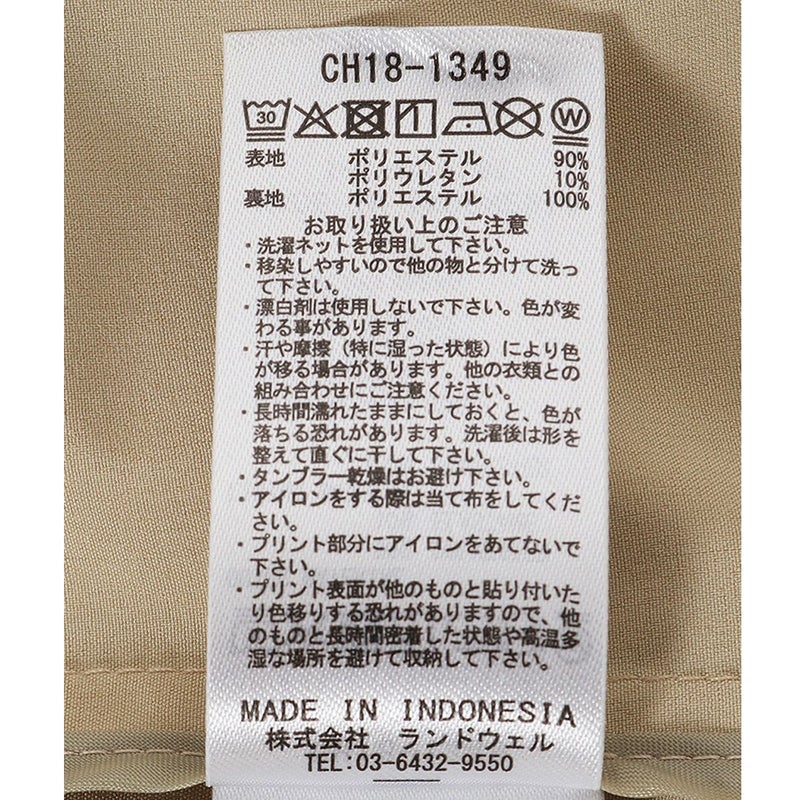 CH18-1349
30 W
表地 ポリエステル 90%
ポリウレタン 10%
裏地 ポリエステル 100%
お取り扱い上のご注意
・洗濯ネットを使用して下さい。
・移染しやすいので他の物と分けて洗っ
て下さい。
・漂白剤は使用しないで下さい。色が変
わる事があります。
・汗や摩擦（特に湿った状態）により色
が移る場合があります。他の衣類との
組み合わせにご注意ください。
・長時間濡れたままにしておくと、色が
落ちる恐れがあります。洗濯後は形を
整えて直ぐに干して下さい。
・タンブラー乾燥はお避け下さい。
・アイロンをする際は当て布をしてくだ
さい。
・プリント部分にアイロンをあてないで
下さい。
・プリント表面が他のものと貼り付いた
り色移りする恐れがありますので、他
のものと長時間密着した状態や高温多
湿な場所を避けて収納して下さい。
MADE IN INDONESIA
株式会社 ランドウェル
TEL:03-6432-9550